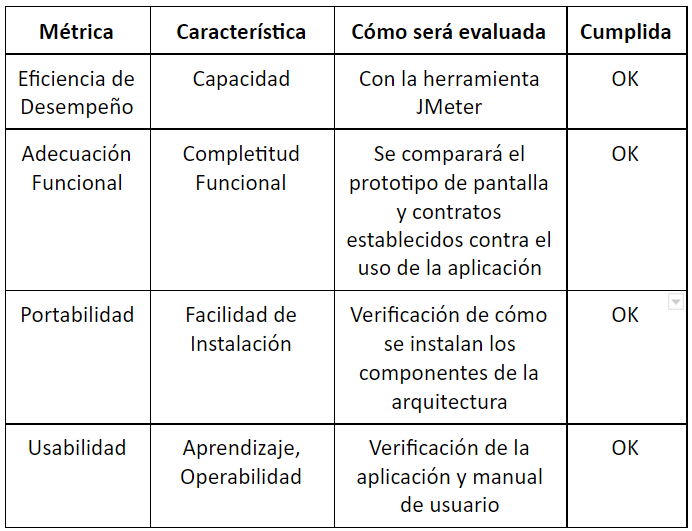 Métrica
Característica
Cómo será evaluada
Cumplida
Eficiencia de
Desempeño
Capacidad
Con la herramienta
JMeter
OK
Adecuación
Funcional
Completitud
Funcional
Se comparará el
prototipo de pantalla
y contratos
establecidos contra el
uso de la aplicación
OK
Portabilidad
Facilidad de
Instalación
Verificación de cómo
se instalan los
componentes de la
arquitectura
OK
Usabilidad
Aprendizaje,
Operabilidad
Verificación de la
aplicación y manual
de usuario
OK